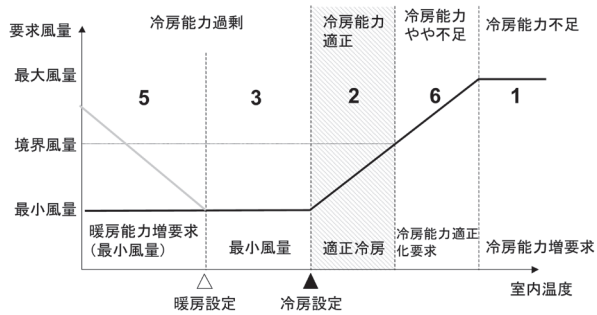 要求風量
冷房能力過剰
冷房能力
適正
冷房能力
やや不足
冷房能力不足
最大風量
5
3
2
6
1
境界風量
最小風量
暖房能力増要求
（最小風量）
最小風量
適正冷房
冷房能力適正
化要求
冷房能力増要求
室内温度
暖房設定
冷房設定